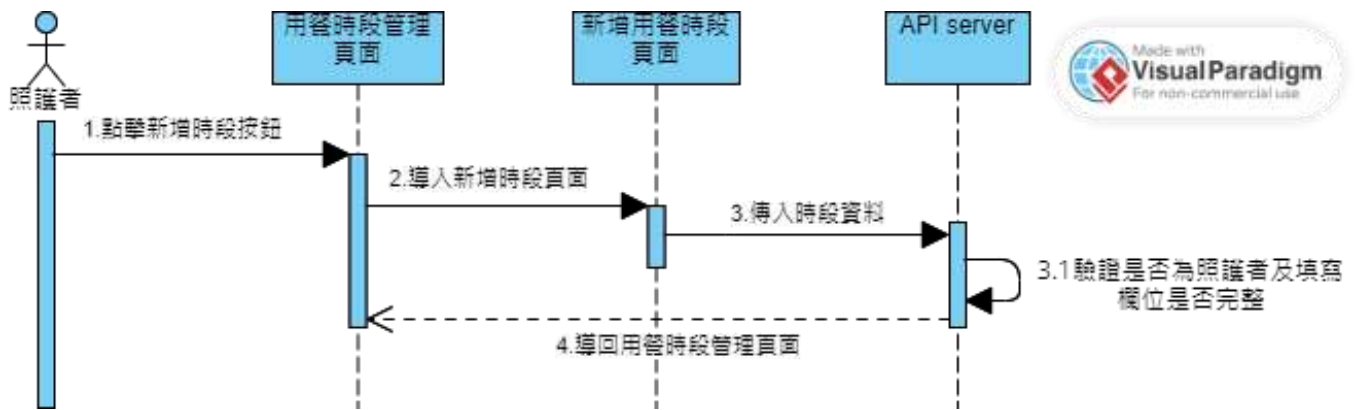 用餐時段管理
頁面
新增用餐時段
頁面
API server
Made with
Visual Paradigm
For non-commercial use
照護者
1.點擊新增時段按鈕
2.導入新增時段頁面
3.傳入時段資料
3.1驗證是否為照護者及填寫
欄位是否完整
4.導回用餐時段管理頁面